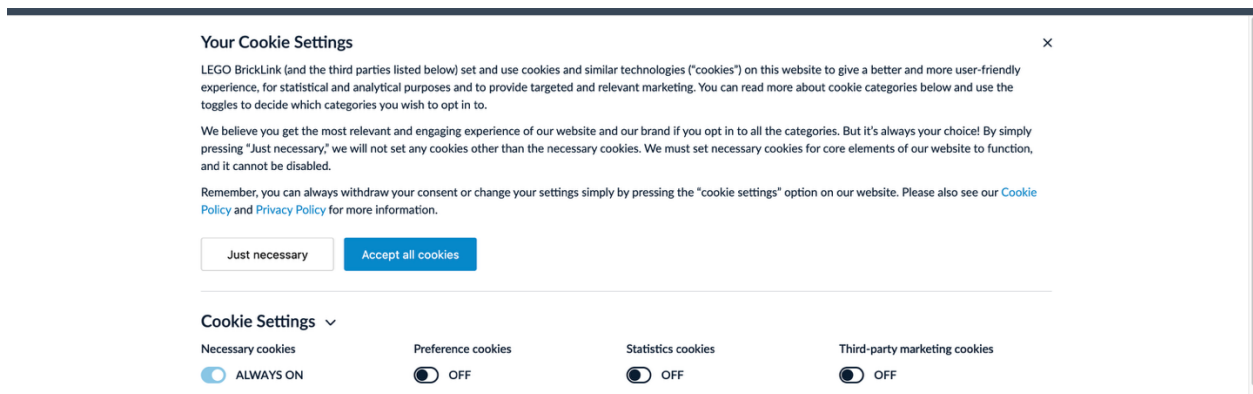 Your Cookie Settings
LEGO BrickLink (and the third parties listed below) set and use cookies and similar technologies (“cookies”) on this website to give a better and more user-friendly
experience, for statistical and analytical purposes and to provide targeted and relevant marketing. You can read more about cookie categories below and use the
toggles to decide which categories you wish to opt in to.
We believe you get the most relevant and engaging experience of our website and our brand if you opt in to all the categories. But it’s always your choice! By simply
pressing “Just necessary,” we will not set any cookies other than the necessary cookies. We must set necessary cookies for core elements of our website to function,
and it cannot be disabled.
Remember, you can always withdraw your consent or change your settings simply by pressing the “cookie settings” option on our website. Please also see our Cookie
Policy and Privacy Policy for more information.
Just necessary Accept all cookies
Cookie Settings
Necessary cookies Preference cookies Statistics cookies Third-party marketing cookies
ALWAYS ON OFF OFF OFF